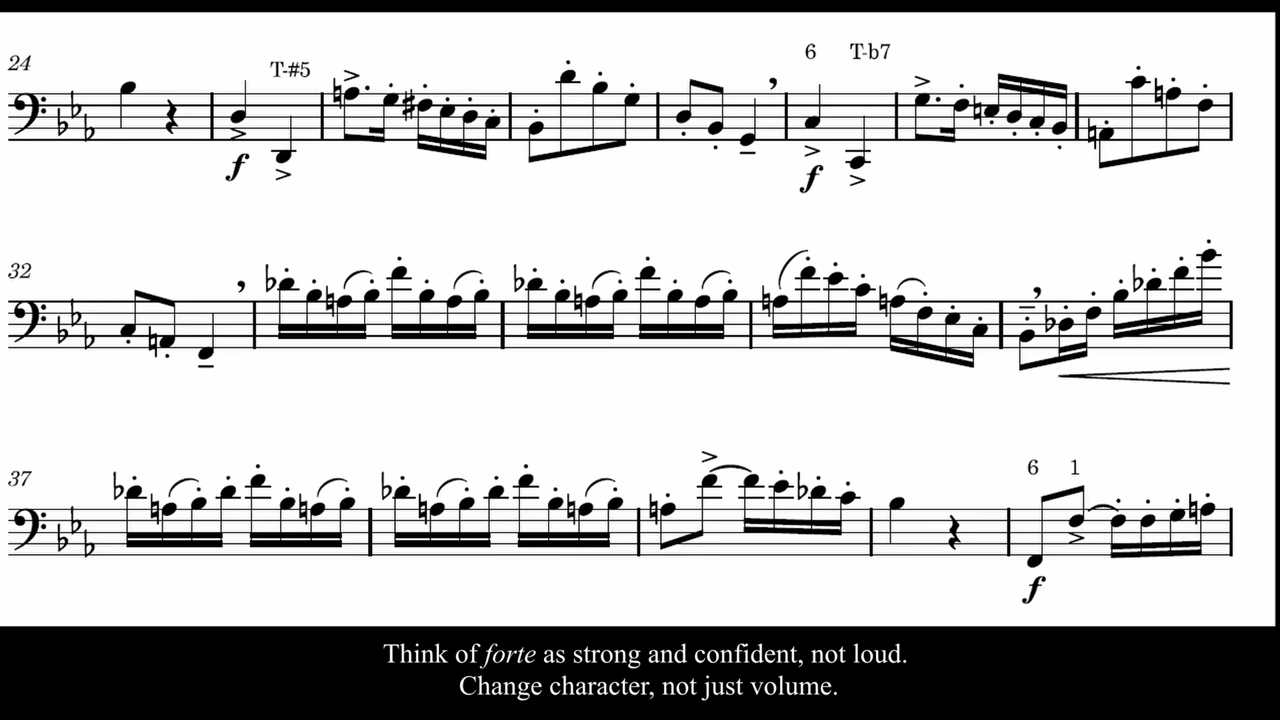 24
T-#5
6 T-b7
f f
32
37
6 1
f
Think of forte as strong and confident, not loud.
Change character, not just volume.